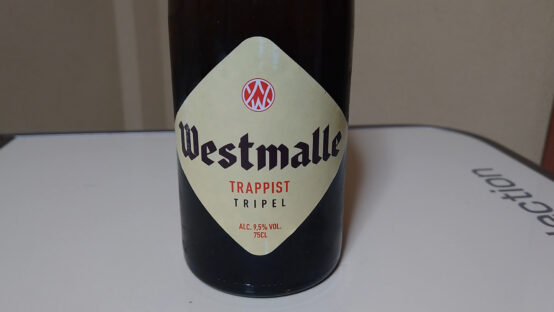 W
Westmalle
TRAPPIST
TRIPEL
ALC. 9,5% VOL.
75CL